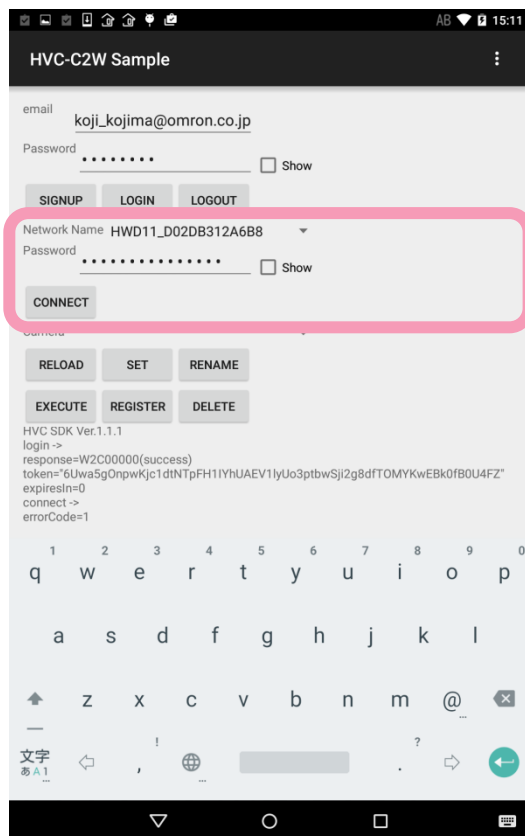 AB 15:11
HVC-C2W Sample
email
koji_kojima@omron.co.jp
Password
Show
SIGNUP LOGIN LOGOUT
Network Name HWD11_D02DB312A6B8
Password
Show
CONNECT
RELOAD SET RENAME
EXECUTE REGISTER DELETE
HVC SDK Ver.1.1.1
login ->
response=W2C00000(success)
token="6Uwa5gOnpwKjc1dtNTpFH1IYhUAEV1lyUo3ptbwSji2g8dfTOMYKwEBk0fB0U4FZ"
expiresIn=0
connect ->
errorCode=1
1 2 3 4 5 6 7 8 9 0
q w e r t y u i o p
a s d f g h j k l
z x c v b n m @
! ?
文字 , .
あA1